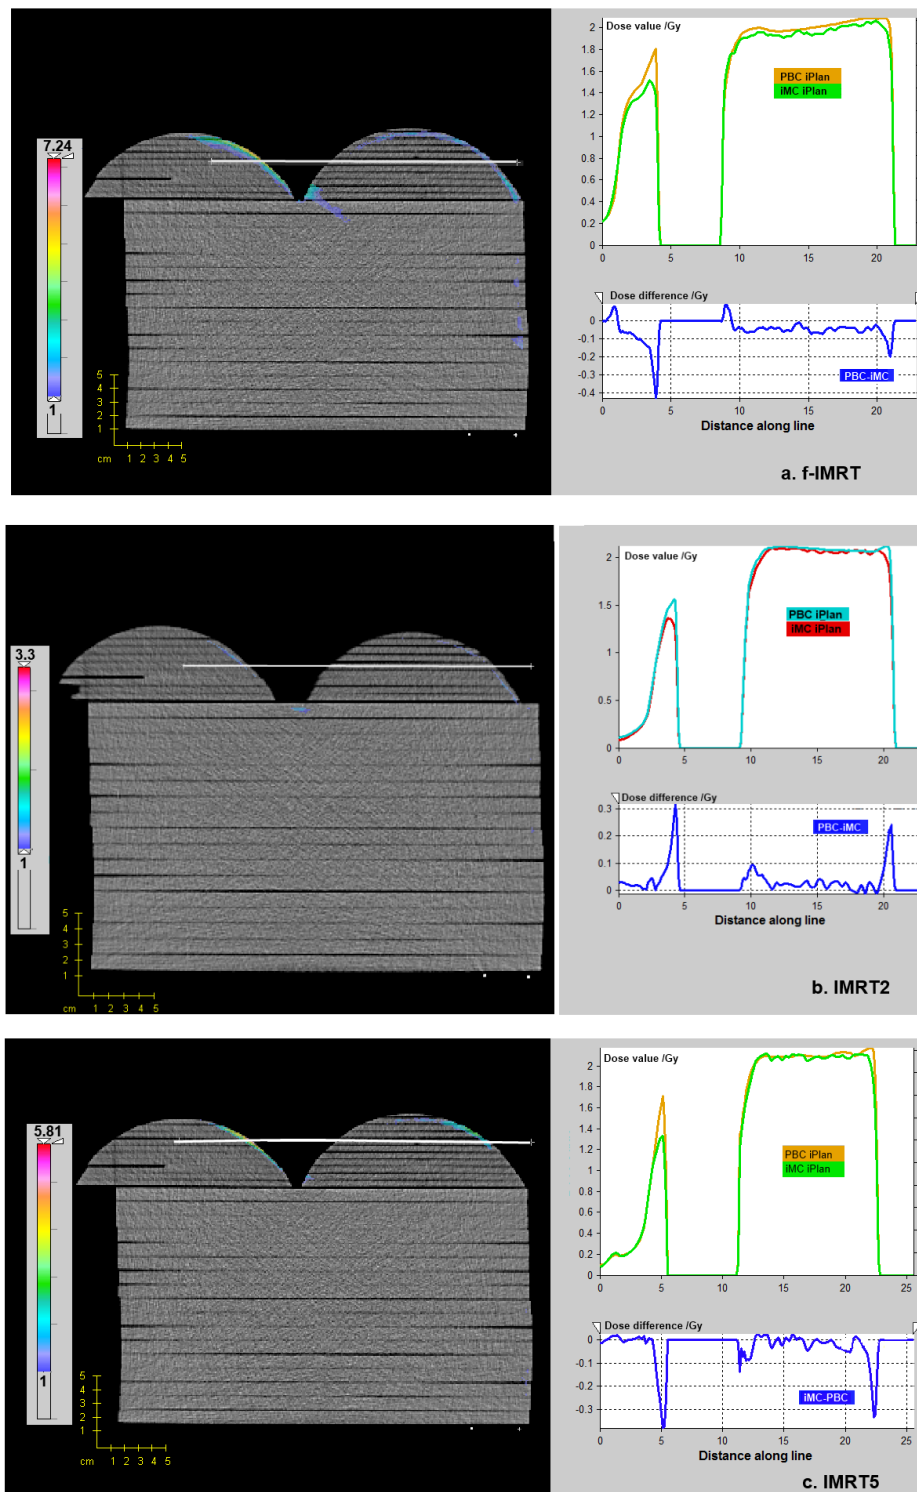 7.24
1
5
4
3
2
1
cm 1 2 3 4 5
Dose value /Gy
2
1.8
1.6
1.4
1.2
1
0.8
0.6
0.4
0.2
0
PBC iPlan
iMC iPlan
0 5 10 15 20
Dose difference /Gy
0
-0.1
-0.2
-0.3
-0.4
PBC-iMC
0 5 10 15 20
Distance along line
a. f-IMRT
3.3
1
5
4
3
2
1
cm 1 2 3 4 5
Dose value /Gy
2
1.5
1
0.5
0
PBC iPlan
iMC iPlan
0 5 10 15 20
Dose difference /Gy
0.3
0.2
0.1
0
PBC-iMC
0 5 10 15 20
Distance along line
b. IMRT2
5.81
1
5
4
3
2
1
cm 1 2 3 4 5
Dose value /Gy
2
1.8
1.6
1.4
1.2
1
0.8
0.6
0.4
0.2
0
PBC iPlan
iMC iPlan
0 5 10 15 20 25
Dose difference /Gy
0
-0.1
-0.2
-0.3
iMC-PBC
0 5 10 15 20 25
Distance along line
c. IMRT5